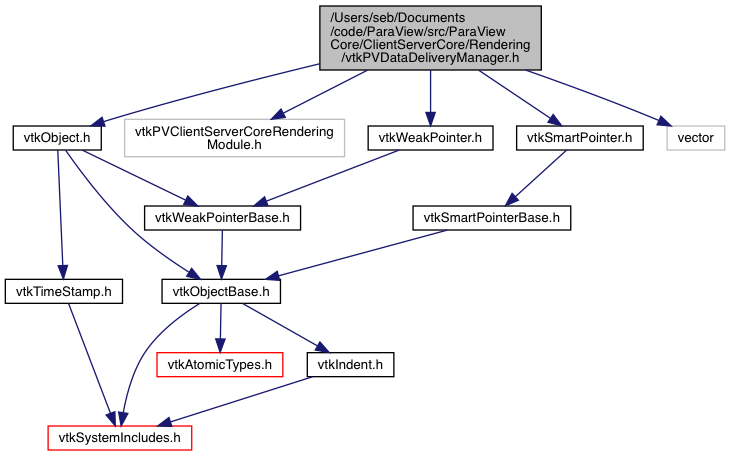 /Users/seb/Documents
/code/ParaView/src/ParaView
Core/ClientServerCore/Rendering
/vtkPVDataDeliveryManager.h
vtkObject.h
vtkPVClientServerCoreRendering
Module.h
vtkWeakPointer.h
vtkSmartPointer.h
vector
vtkWeakPointerBase.h
vtkSmartPointerBase.h
vtkTimeStamp.h
vtkObjectBase.h
vtkAtomicTypes.h
vtkIndent.h
vtkSystemIncludes.h